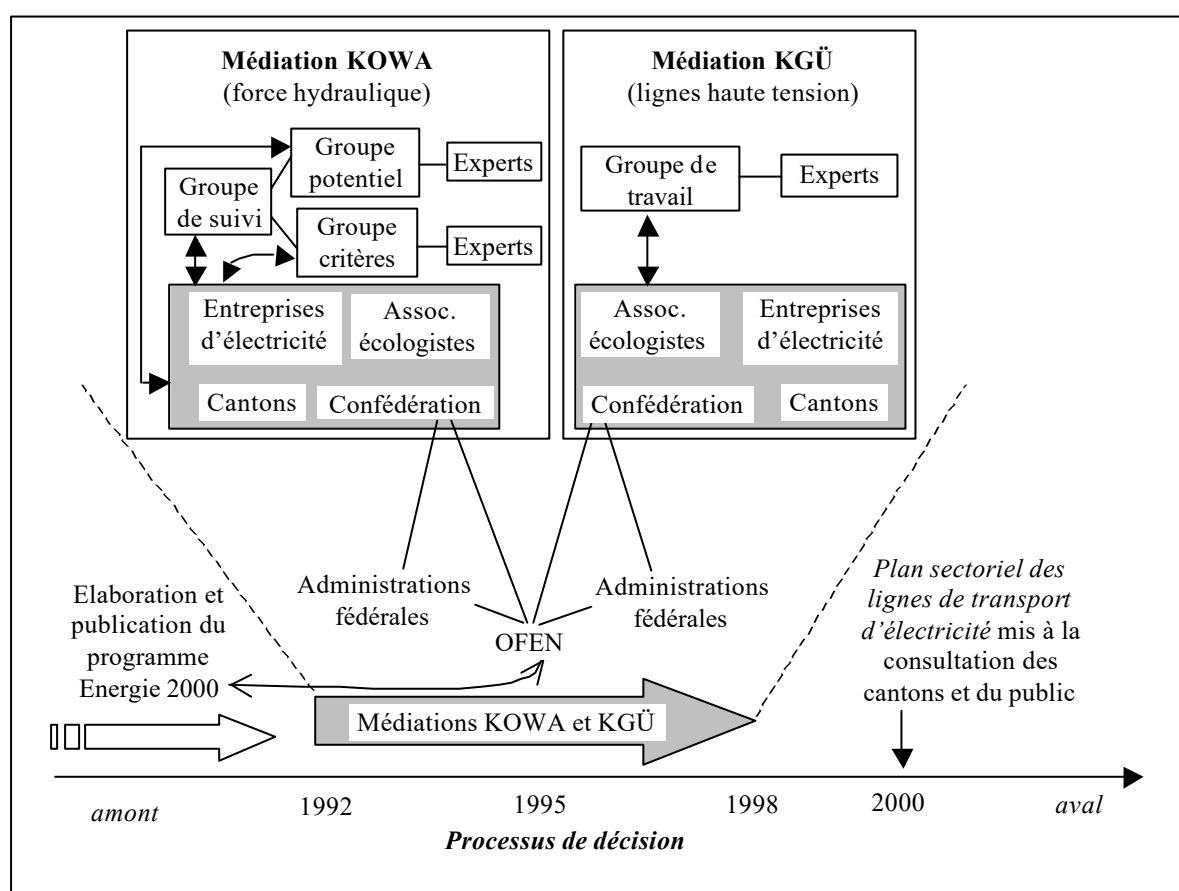 Médiation KOWA
(force hydraulique)
Groupe
potentiel
Experts
Groupe
de suivi
Groupe
critères
Experts
Entreprises
d’électricité
Assoc.
écologistes
Cantons
Confédération
Médiation KGÜ
(lignes haute tension)
Groupe de
travail
Experts
Assoc.
écologistes
Entreprises
d’électricité
Confédération
Cantons
Administrations
fédérales
Administrations
fédérales
OFEN
Elaboration et
publication du
programme
Energie 2000
Plan sectoriel des
lignes de transport
d’électricité mis à la
consultation des
cantons et du public
Médiations KOWA et KGÜ
amont
1992
1995
1998
2000
aval
Processus de décision